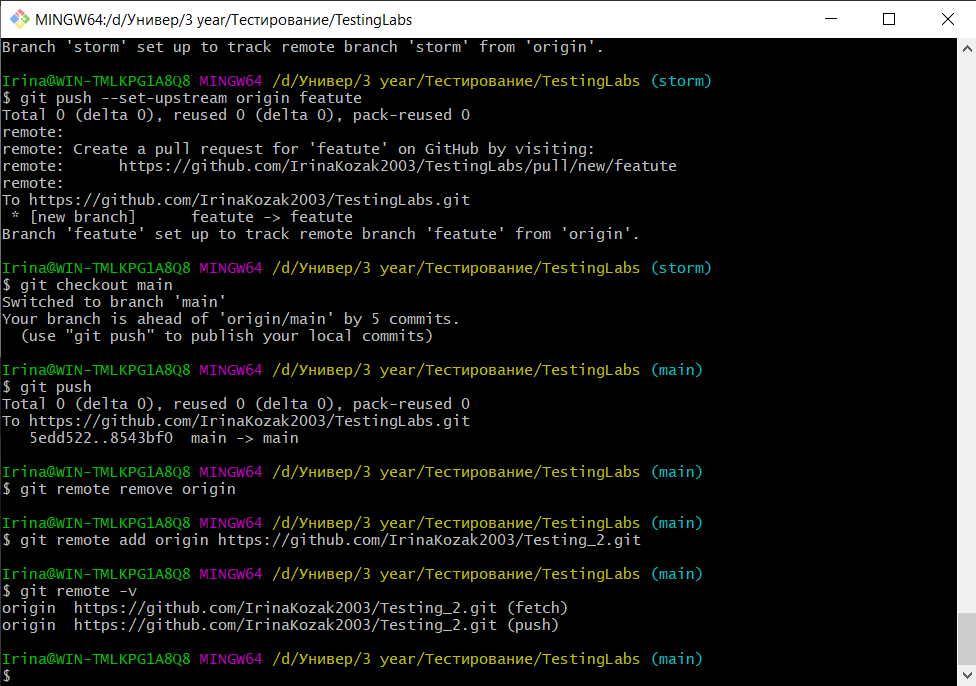 MINGW64:/d/Универ/3 year/Тестирование/TestingLabs
Branch 'storm' set up to track remote branch 'storm' from 'origin'.
Irina@WIN-TMLKPG1A8Q8 MINGW64 /d/Универ/3 year/Тестирование/TestingLabs (storm)
$ git push --set-upstream origin featute
Total 0 (delta 0), reused 0 (delta 0), pack-reused 0
remote:
remote: Create a pull request for 'featute' on GitHub by visiting:
remote:      https://github.com/IrinaKozak2003/TestingLabs/pull/new/featute
remote:
To https://github.com/IrinaKozak2003/TestingLabs.git
 * [new branch]      featute -> featute
Branch 'featute' set up to track remote branch 'featute' from 'origin'.
Irina@WIN-TMLKPG1A8Q8 MINGW64 /d/Универ/3 year/Тестирование/TestingLabs (storm)
$ git checkout main
Switched to branch 'main'
Your branch is ahead of 'origin/main' by 5 commits.
  (use "git push" to publish your local commits)
Irina@WIN-TMLKPG1A8Q8 MINGW64 /d/Универ/3 year/Тестирование/TestingLabs (main)
$ git push
Total 0 (delta 0), reused 0 (delta 0), pack-reused 0
To https://github.com/IrinaKozak2003/TestingLabs.git
   5edd522..8543bf0  main -> main
Irina@WIN-TMLKPG1A8Q8 MINGW64 /d/Универ/3 year/Тестирование/TestingLabs (main)
$ git remote remove origin
Irina@WIN-TMLKPG1A8Q8 MINGW64 /d/Универ/3 year/Тестирование/TestingLabs (main)
$ git remote add origin https://github.com/IrinaKozak2003/Testing_2.git
Irina@WIN-TMLKPG1A8Q8 MINGW64 /d/Универ/3 year/Тестирование/TestingLabs (main)
$ git remote -v
origin  https://github.com/IrinaKozak2003/Testing_2.git (fetch)
origin  https://github.com/IrinaKozak2003/Testing_2.git (push)
Irina@WIN-TMLKPG1A8Q8 MINGW64 /d/Универ/3 year/Тестирование/TestingLabs (main)
$